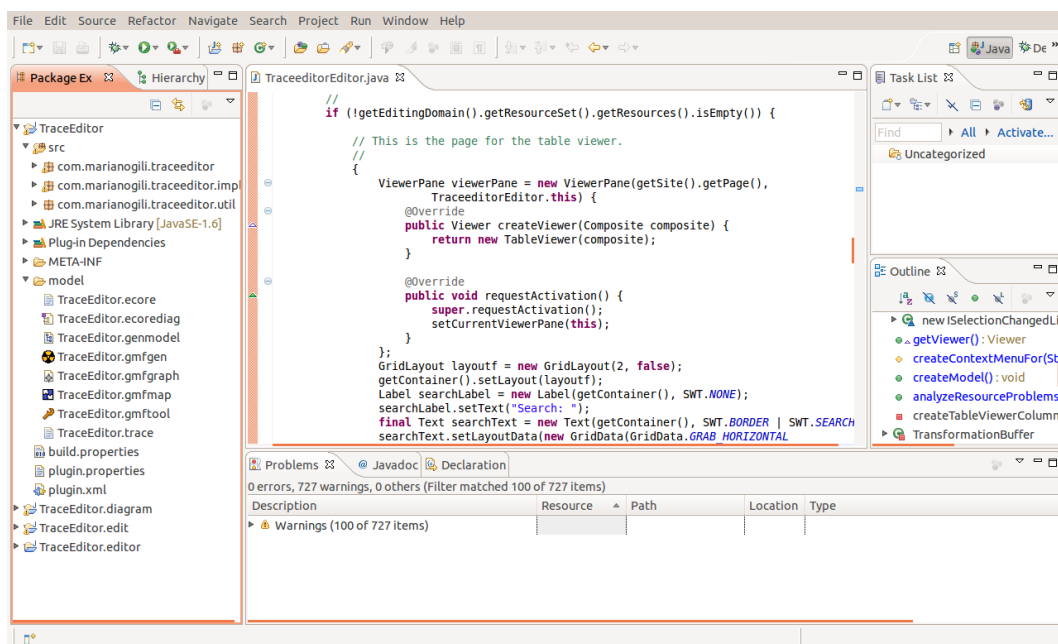 File Edit Source Refactor Navigate Search Project Run Window Help
Java De
Package Ex Hierarchy
TraceEditor
src
com.marianogili.traceeditor
com.marianogili.traceeditor.impl
com.marianogili.traceeditor.util
JRE System Library [JavaSE-1.6]
Plug-in Dependencies
META-INF
model
TraceEditor.ecore
TraceEditor.ecorediag
TraceEditor.genmodel
TraceEditor.gmfgen
TraceEditor.gmfgraph
TraceEditor.gmfmap
TraceEditor.gmftool
TraceEditor.trace
build.properties
plugin.properties
plugin.xml
TraceEditor.diagram
TraceEditor.edit
TraceEditor.editor
TraceeditorEditor.java
//
if (!getEditingDomain().getResourceSet().getResources().isEmpty()) {
// This is the page for the table viewer.
//
{
ViewerPane viewerPane = new ViewerPane(getSite().getPage(),
TraceeditorEditor.this) {
@Override
public Viewer createViewer(Composite composite) {
return new TableViewer(composite);
}
@Override
public void requestActivation() {
super.requestActivation();
setCurrentViewerPane(this);
}
};
GridLayout layoutf = new GridLayout(2, false);
getContainer().setLayout(layoutf);
Label searchLabel = new Label(getContainer(), SWT.NONE);
searchLabel.setText("Search: ");
final Text searchText = new Text(getContainer(), SWT.BORDER | SWT.SEARCH
searchText.setLayoutData(new GridData(GridData.GRAB_HORIZONTAL
Task List
Find All Activate...
Uncategorized
Outline
new ISelectionChangedLi
getViewer() : Viewer
createContextMenuFor(St
createModel() : void
analyzeResourceProblems
createTableViewerColumn
TransformationBuffer
Problems @ Javadoc Declaration
0 errors, 727 warnings, 0 others (Filter matched 100 of 727 items)
Description Resource Path Location Type
Warnings (100 of 727 items)